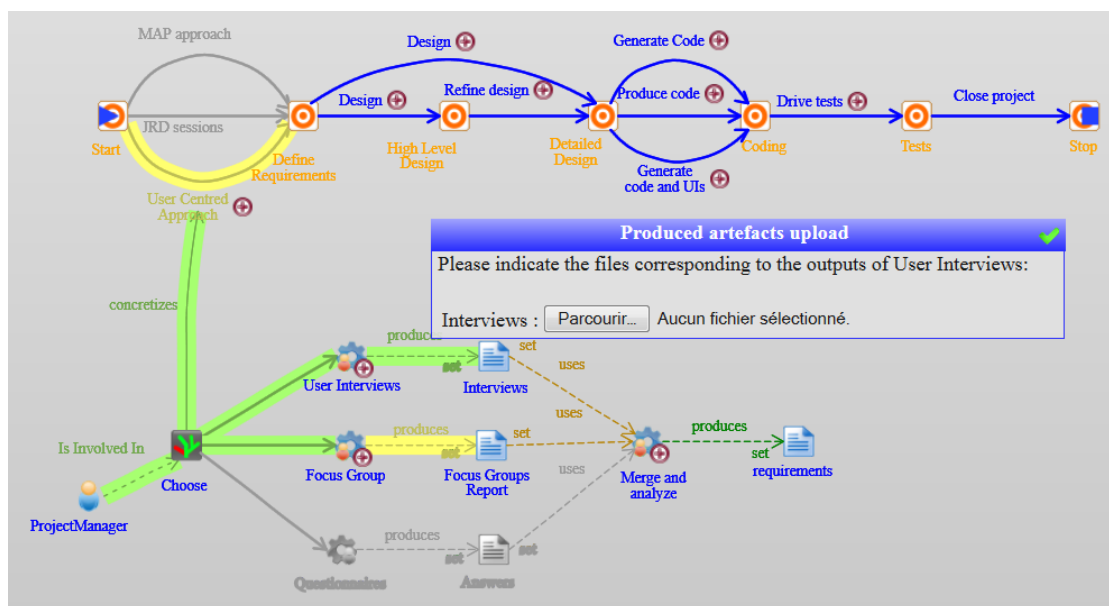 MAP approach
Design
Generate Code
Design
Refine design
Produce code
Drive tests
Close project
JRD sessions
Start
Define
Requirements
High Level
Design
Detailed
Design
Coding
Tests
Stop
Generate
code and UIs
User Centred
Approach
Produced artefacts upload
Please indicate the files corresponding to the outputs of User Interviews:
Interviews : Parcourir... Aucun fichier sélectionné.
concretizes
produces
set
set
uses
User Interviews
Interviews
uses
Is Involved In
produces
set
set
produces
set
Choose
Focus Group
Focus Groups
Report
uses
Merge and
analyze
requirements
ProjectManager
produces
set
set
Questionnaires
Answers